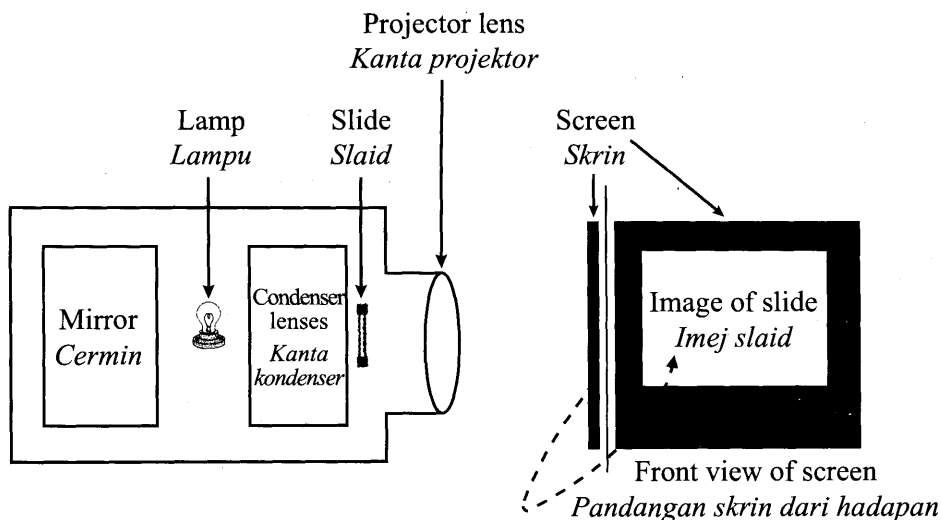 Projector lens
Kanta projektor
Lamp
Lampu
Slide
Slaid
Screen
Skrin
Mirror
Cermin
Condenser
lenses
Kanta
kondenser
Image of slide
Imej slaid
Front view of screen
Pandangan skrin dari hadapan